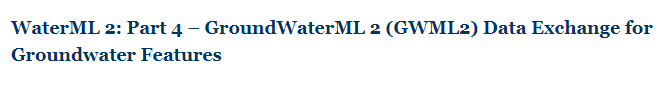 WaterML 2: Part 4 – GroundWaterML 2 (GWML2) Data Exchange for
Groundwater Features